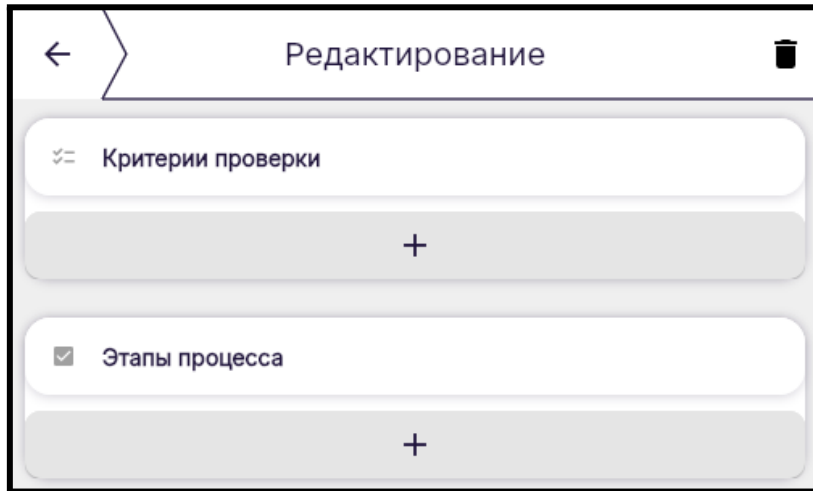 Редактирование
Критерии проверки
+
Этапы процесса
+